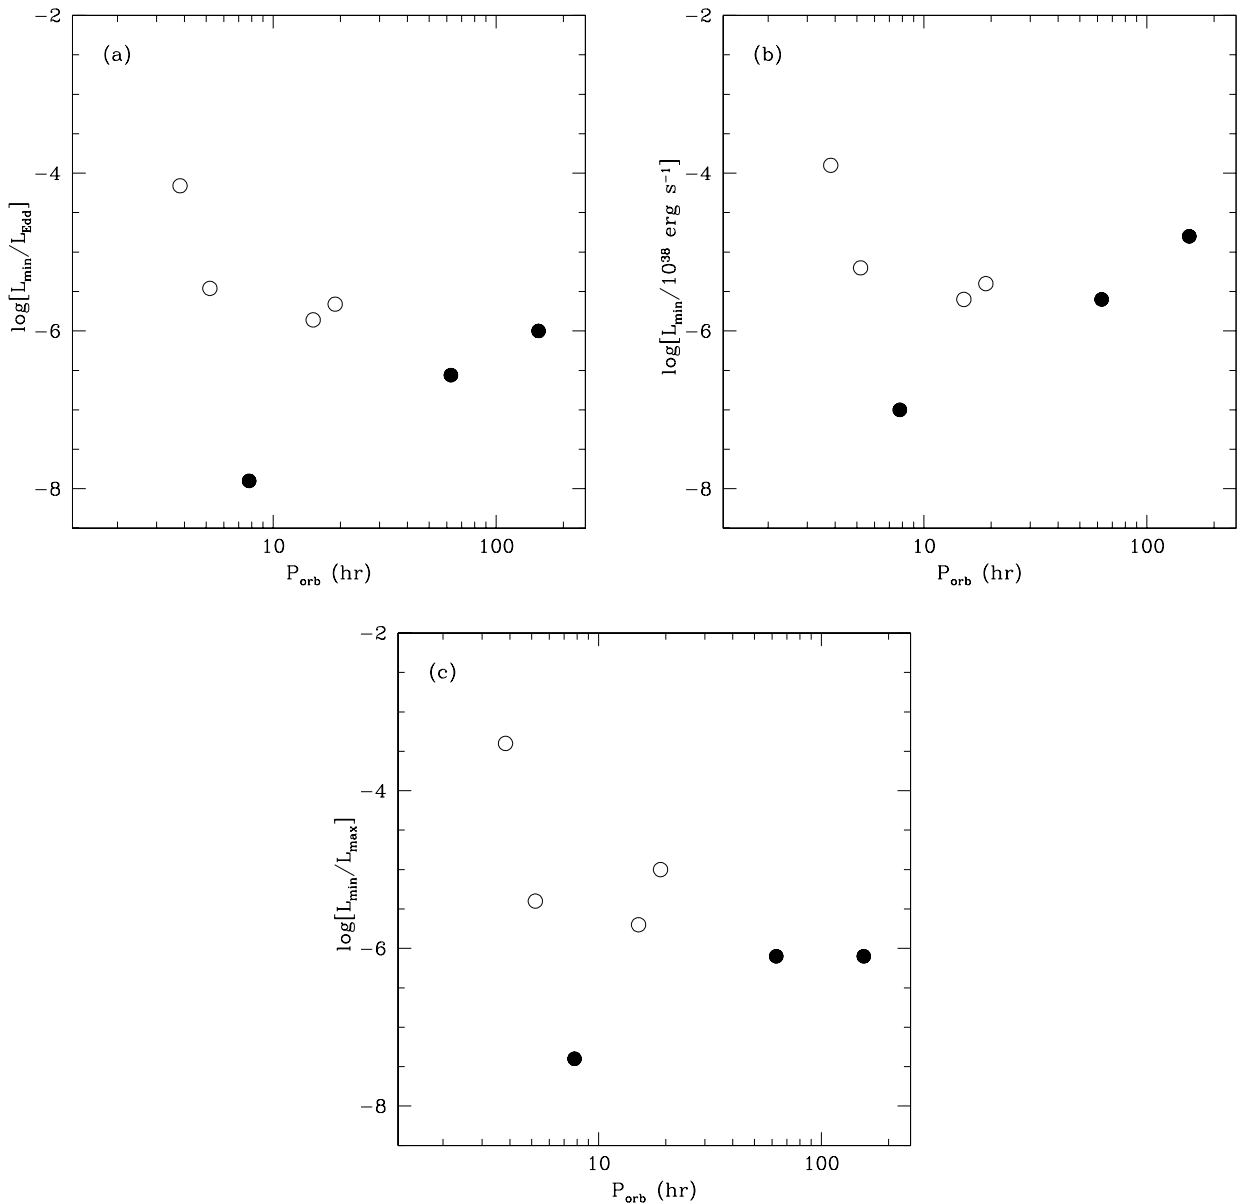 (a)
−2
−4
−6
−8
log[L_min/L_Edd]
10 100
P_orb (hr)
(b)
−2
−4
−6
−8
log[L_min/10^38 erg s^−1]
10 100
P_orb (hr)
(c)
−2
−4
−6
−8
log[L_min/L_max]
10 100
P_orb (hr)